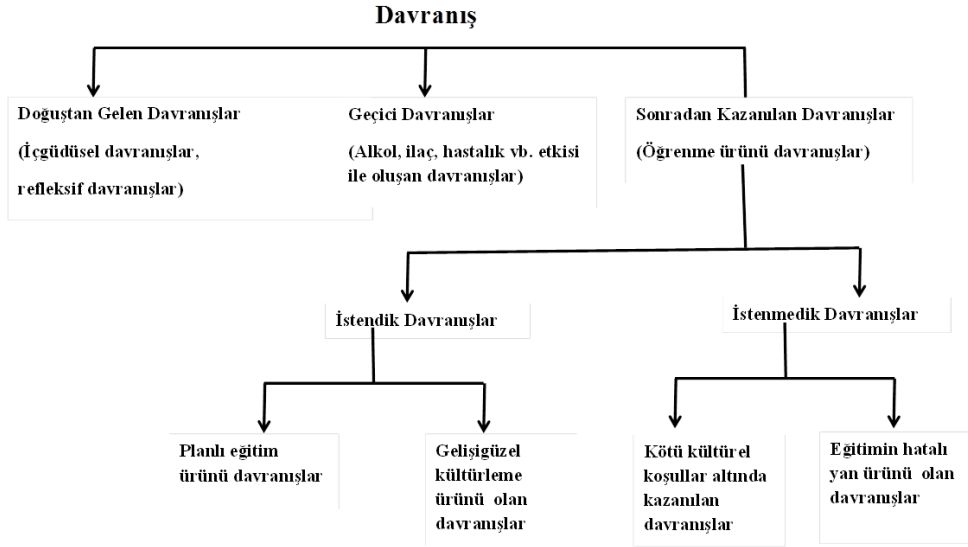 Davranış
Doğuştan Gelen Davranışlar
(İçgüdüsel davranışlar,
refleksif davranışlar)
Geçici Davranışlar
(Alkol, ilaç, hastalık vb. etkisi
ile oluşan davranışlar)
Sonradan Kazanılan Davranışlar
(Öğrenme ürünü davranışlar)
İstendik Davranışlar
İstenmedik Davranışlar
Planlı eğitim
ürünü davranışlar
Gelişigüzel
kültürleme
ürünü olan
davranışlar
Kötü kültürel
koşullar altında
kazanılan
davranışlar
Eğitimin hatalı
yan ürünü olan
davranışlar